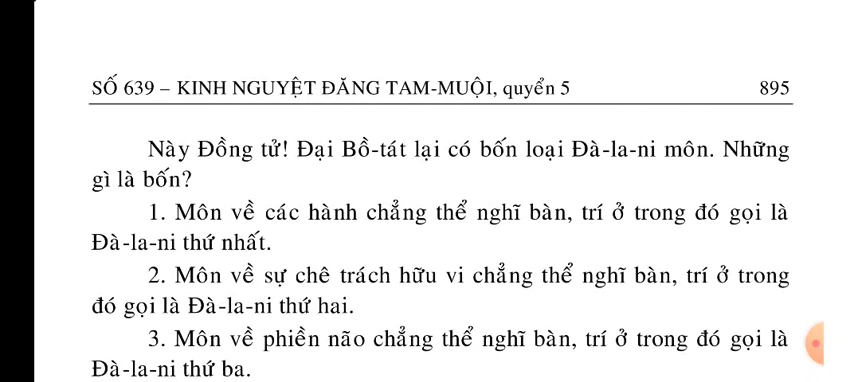 SỐ 639 – KINH NGUYỆT ĐĂNG TAM-MUỘI, quyển 5 895
Này Đồng tử! Đại Bồ-tát lại có bốn loại Đà-la-ni môn. Những
gì là bốn?
1. Môn về các hành chẳng thể nghĩ bàn, trí ở trong đó gọi là
Đà-la-ni thứ nhất.
2. Môn về sự chê trách hữu vi chẳng thể nghĩ bàn, trí ở trong
đó gọi là Đà-la-ni thứ hai.
3. Môn về phiền não chẳng thể nghĩ bàn, trí ở trong đó gọi là
Đà-la-ni thứ ba.